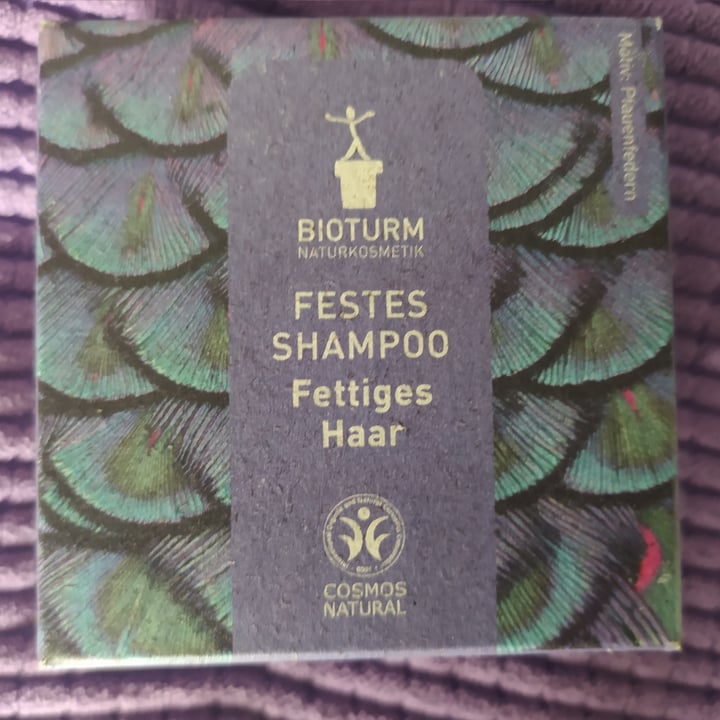 BIOTURM
NATURKOSMETIK
FESTES
SHAMPOO
Fettiges
Haar
COSMOS
NATURAL
Motiv: Pfauenfedern